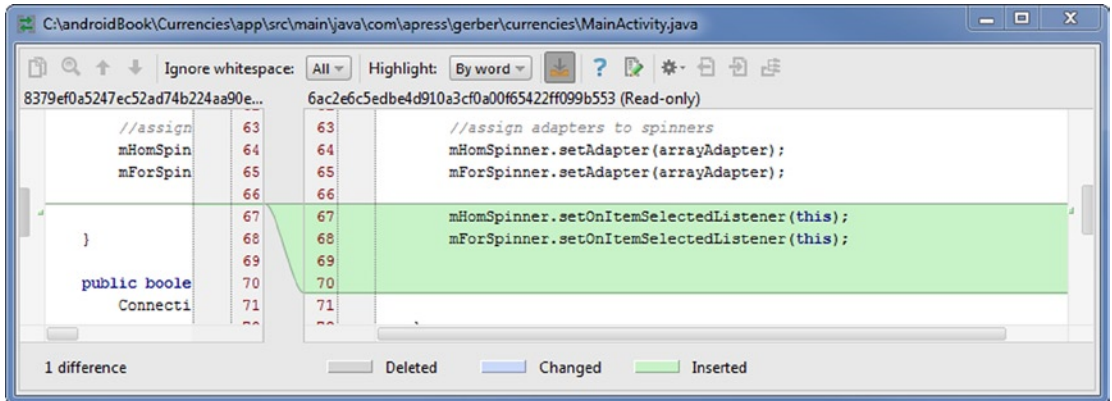 C:\androidBook\Currencies\app\src\main\java\com\apress\gerber\currencies\MainActivity.java
Ignore whitespace: All Highlight: By word ?
8379ef0a5247ec52ad74b224aa90e... 6ac2e6c5edbe4d910a3cf0a00f65422ff099b553 (Read-only)
//assign 63 63 //assign adapters to spinners
mHomSpin 64 64 mHomSpinner.setAdapter(arrayAdapter);
mForSpin 65 65 mForSpinner.setAdapter(arrayAdapter);
66 66
67 67 mHomSpinner.setOnItemSelectedListener(this);
} 68 68 mForSpinner.setOnItemSelectedListener(this);
69 69
public boole 70 70
Connecti 71 71
1 difference Deleted Changed Inserted